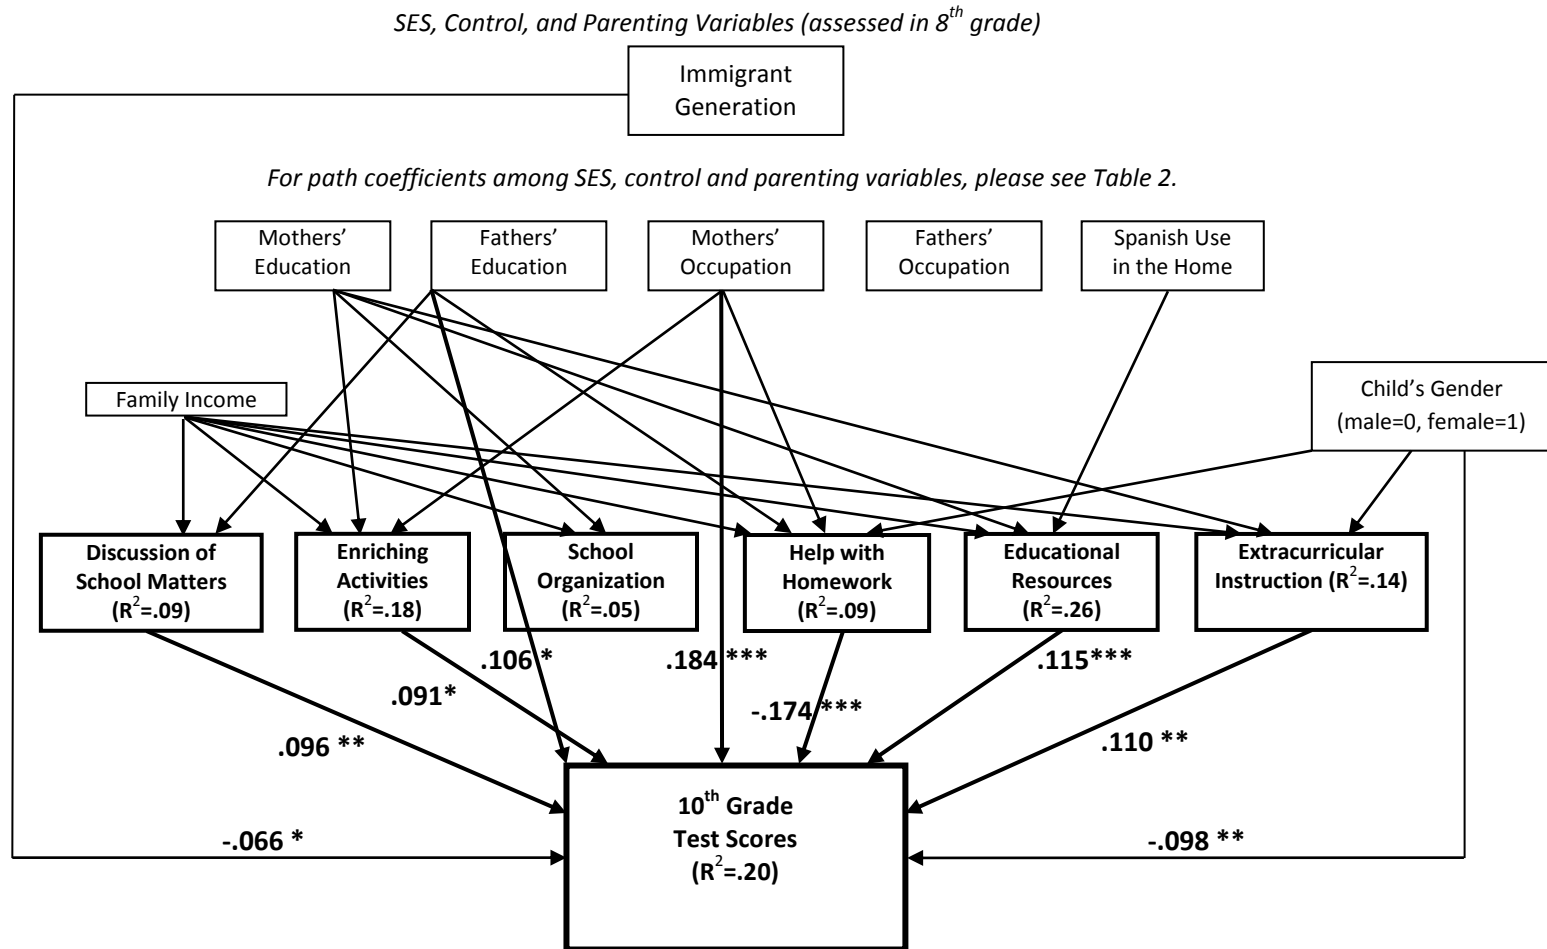 SES, Control, and Parenting Variables (assessed in 8th grade)
Immigrant
Generation
For path coefficients among SES, control and parenting variables, please see Table 2.
Mothers’
Education
Fathers’
Education
Mothers’
Occupation
Fathers’
Occupation
Spanish Use
in the Home
Family Income
Child’s Gender
(male=0, female=1)
Discussion of
School Matters
(R²=.09)
Enriching
Activities
(R²=.18)
School
Organization
(R²=.05)
Help with
Homework
(R²=.09)
Educational
Resources
(R²=.26)
Extracurricular
Instruction (R²=.14)
.106 *
.184 ***
.115***
.091*
-.174 ***
.096 **
.110 **
10th Grade
Test Scores
(R²=.20)
-.066 *
-.098 **